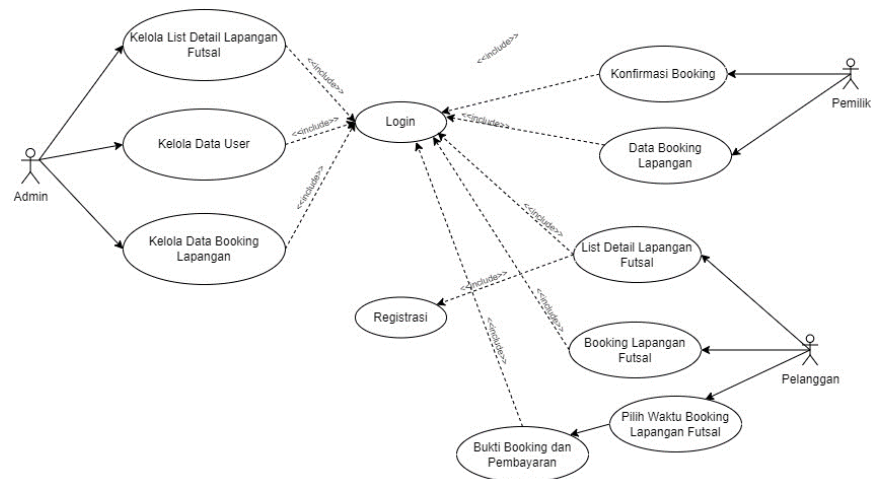 Kelola List Detail Lapangan
Futsal
<<include>>
<<include>>
Konfirmasi Booking
Pemilik
Login
<<include>>
Kelola Data User
<<include>>
Data Booking
Lapangan
Admin
<<include>>
Kelola Data Booking
Lapangan
<<include>>
List Detail Lapangan
Futsal
<<include>>
Registrasi
<<include>>
<<include>>
Booking Lapangan
Futsal
Pelanggan
Pilih Waktu Booking
Lapangan Futsal
Bukti Booking dan
Pembayaran